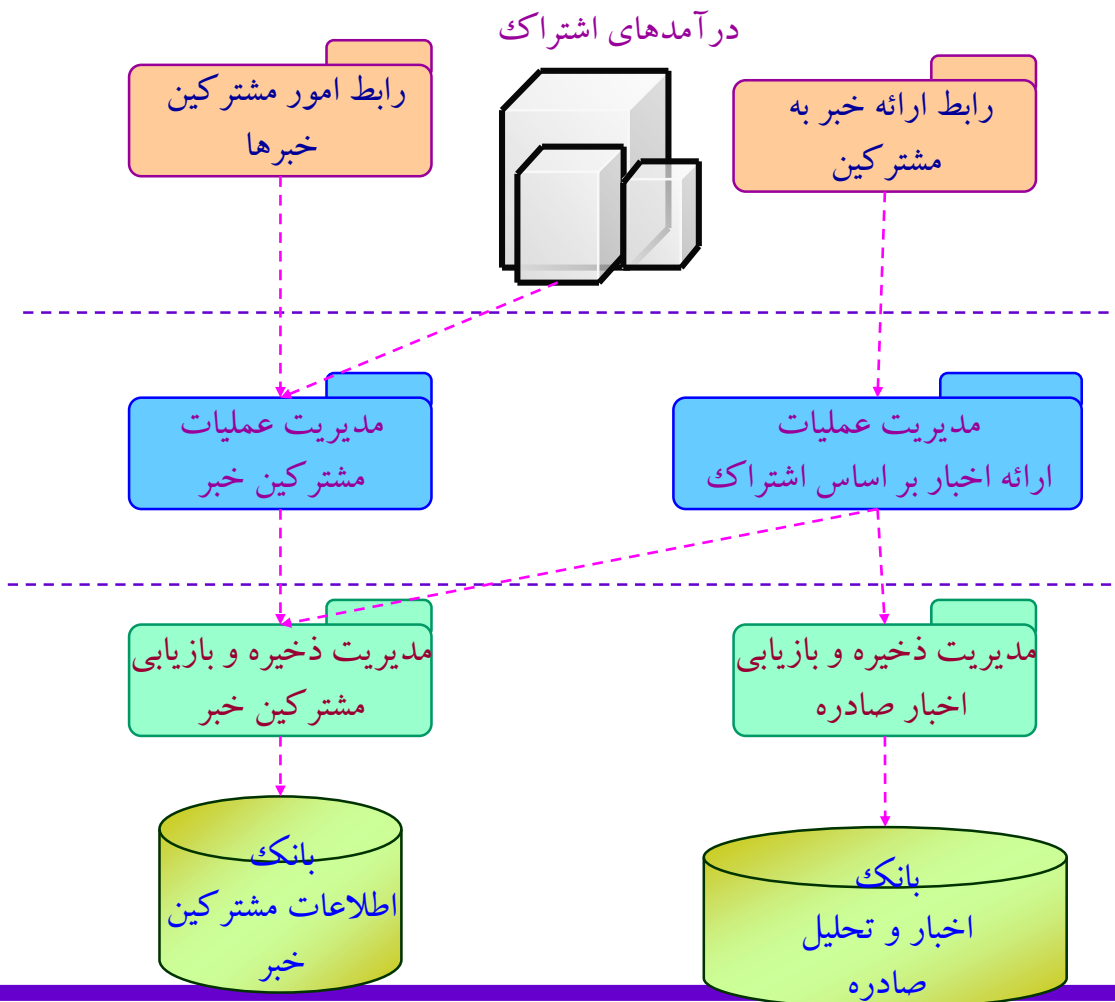 درآمدهای اشتراک
رابط ارائه خبر به
مشترکین
رابط امور مشترکین
خبرها
مدیریت عملیات
ارائه اخبار بر اساس اشتراک
مدیریت عملیات
مشترکین خبر
مدیریت ذخیره و بازیابی
اخبار صادره
مدیریت ذخیره و بازیابی
مشترکین خبر
بانک
اخبار و تحلیل
صادره
بانک
اطلاعات مشترکین
خبر